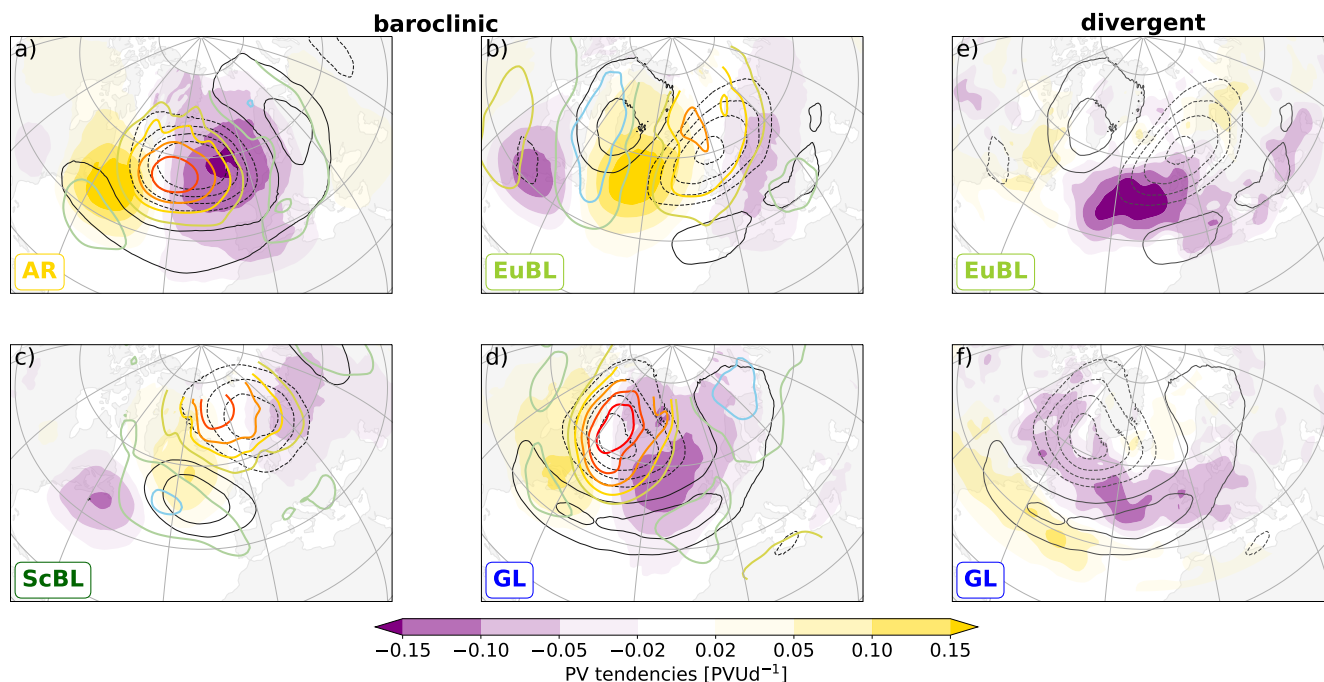 baroclinic
divergent
a)
b)
e)
AR
EuBL
EuBL
c)
d)
f)
ScBL
GL
GL
−0.15 −0.10 −0.05 −0.02 0.02 0.05 0.10 0.15
PV tendencies [PVUd⁻¹]